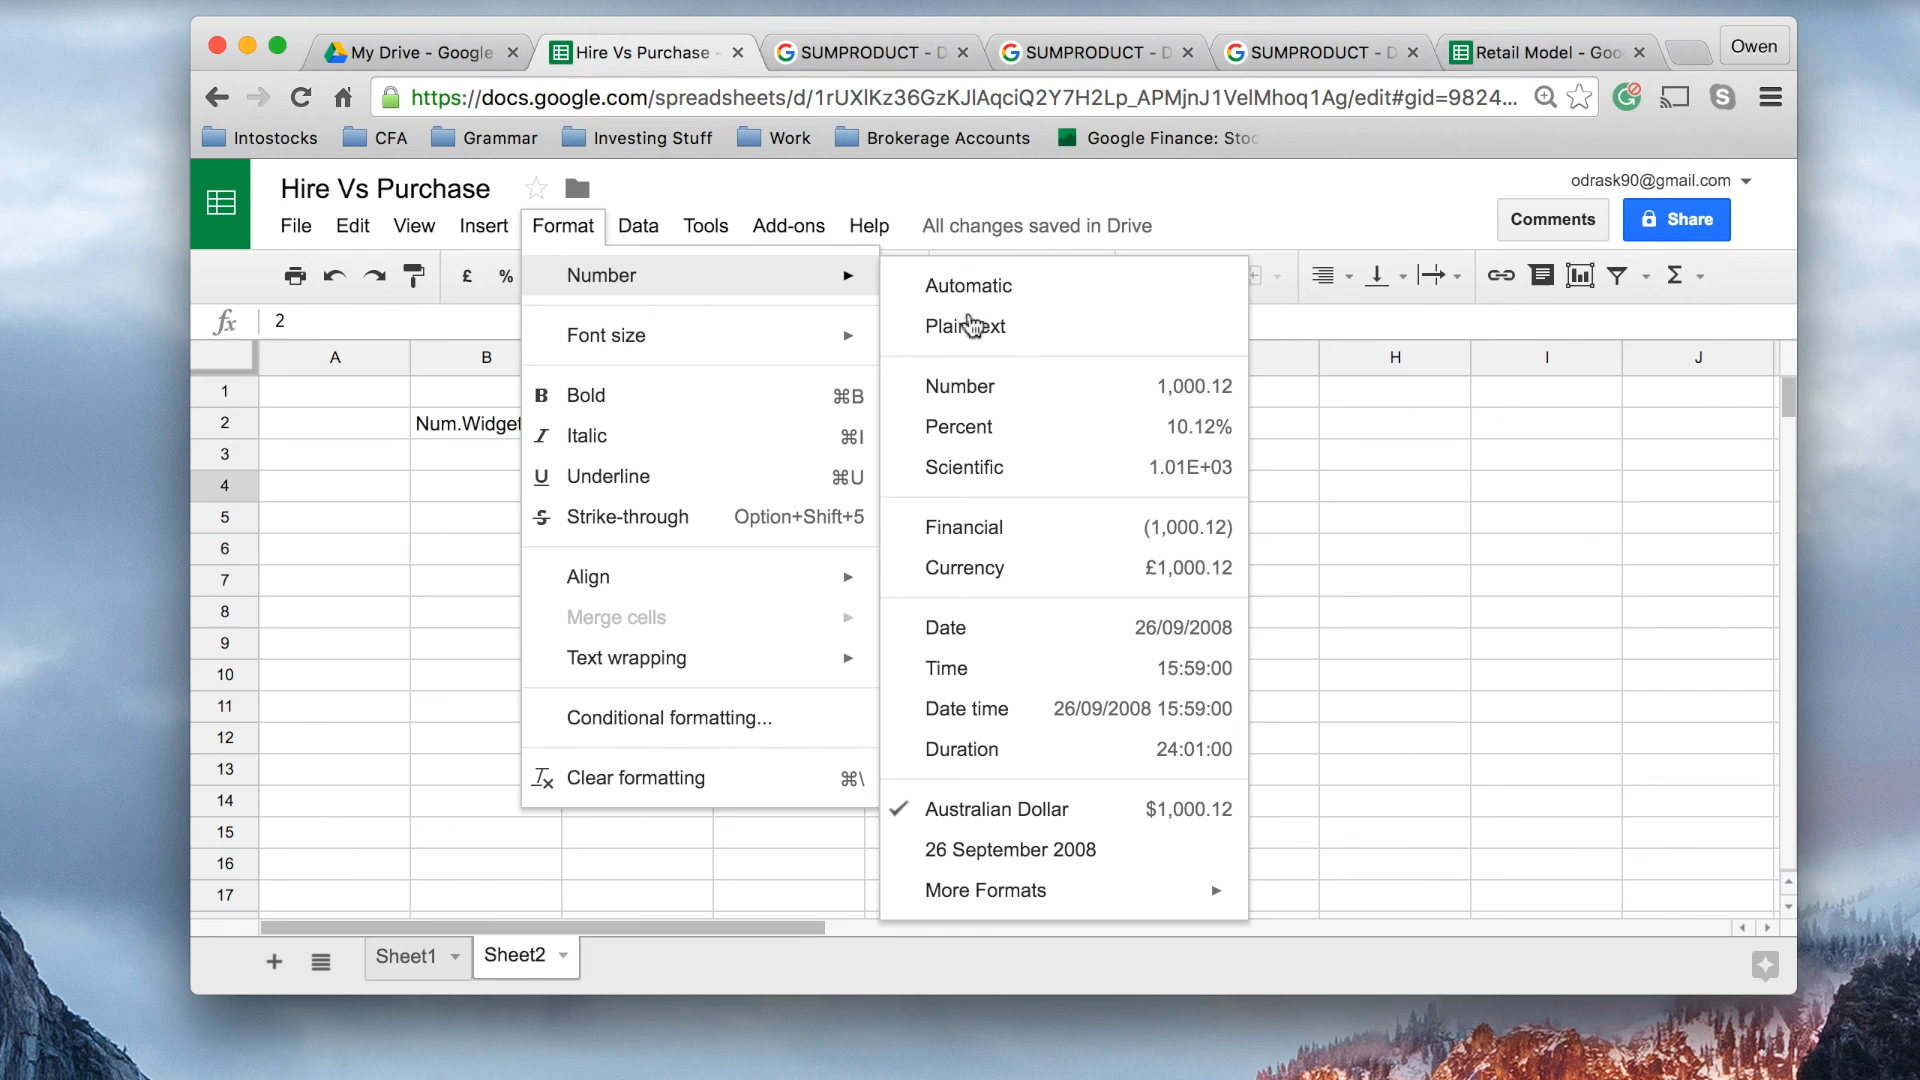 My Drive - Google
Hire Vs Purchase -
SUMPRODUCT - D
SUMPRODUCT - D
SUMPRODUCT - D
Retail Model - Goo
Owen
https://docs.google.com/spreadsheets/d/1rUXIKz36GzKJlAqciQ2Y7H2Lp_APMjnJ1VelMhoq1Ag/edit#gid=9824...
Intostocks CFA Grammar Investing Stuff Work Brokerage Accounts Google Finance: Stoc
Hire Vs Purchase
odrask90@gmail.com
File Edit View Insert Format Data Tools Add-ons Help All changes saved in Drive
Comments
Share
£ %
fx 2
A B H I J
1
2 Num.Widget
3
4
5
6
7
8
9
10
11
12
13
14
15
16
17
Number
Font size
B Bold ⌘B
I Italic ⌘I
U Underline ⌘U
S Strike-through Option+Shift+5
Align
Merge cells
Text wrapping
Conditional formatting...
Clear formatting ⌘\
Automatic
Number 1,000.12
Percent 10.12%
Scientific 1.01E+03
Financial (1,000.12)
Currency £1,000.12
Date 26/09/2008
Time 15:59:00
Date time 26/09/2008 15:59:00
Duration 24:01:00
Australian Dollar $1,000.12
26 September 2008
More Formats
Sheet1 Sheet2